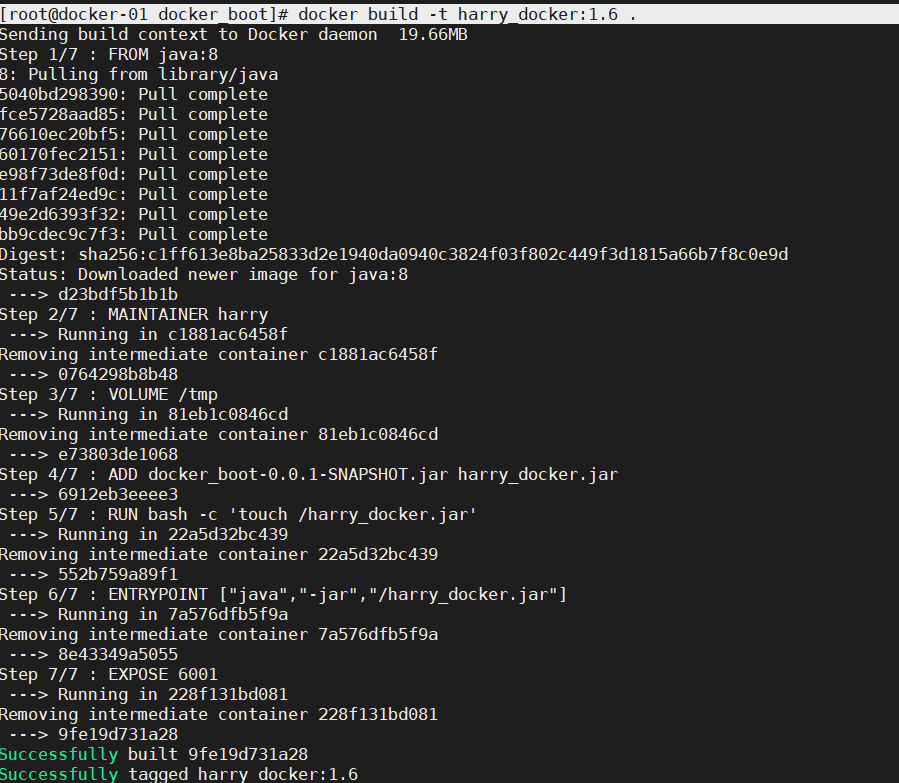 [root@docker-01 docker_boot]# docker build -t harry_docker:1.6 .
Sending build context to Docker daemon  19.66MB
Step 1/7 : FROM java:8
8: Pulling from library/java
5040bd298390: Pull complete
fce5728aad85: Pull complete
76610ec20bf5: Pull complete
60170fec2151: Pull complete
e98f73de8f0d: Pull complete
11f7af24ed9c: Pull complete
49e2d6393f32: Pull complete
bb9cdec9c7f3: Pull complete
Digest: sha256:c1ff613e8ba25833d2e1940da0940c3824f03f802c449f3d1815a66b7f8c0e9d
Status: Downloaded newer image for java:8
 ---> d23bdf5b1b1b
Step 2/7 : MAINTAINER harry
 ---> Running in c1881ac6458f
Removing intermediate container c1881ac6458f
 ---> 0764298b8b48
Step 3/7 : VOLUME /tmp
 ---> Running in 81eb1c0846cd
Removing intermediate container 81eb1c0846cd
 ---> e73803de1068
Step 4/7 : ADD docker_boot-0.0.1-SNAPSHOT.jar harry_docker.jar
 ---> 6912eb3eeee3
Step 5/7 : RUN bash -c 'touch /harry_docker.jar'
 ---> Running in 22a5d32bc439
Removing intermediate container 22a5d32bc439
 ---> 552b759a89f1
Step 6/7 : ENTRYPOINT ["java","-jar","/harry_docker.jar"]
 ---> Running in 7a576dfb5f9a
Removing intermediate container 7a576dfb5f9a
 ---> 8e43349a5055
Step 7/7 : EXPOSE 6001
 ---> Running in 228f131bd081
Removing intermediate container 228f131bd081
 ---> 9fe19d731a28
Successfully built 9fe19d731a28
Successfully tagged harry_docker:1.6